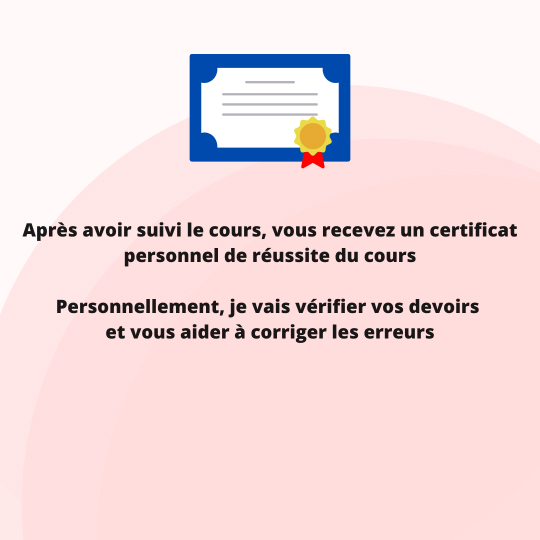 Après avoir suivi le cours, vous recevez un certificat
personnel de réussite du cours
Personnellement, je vais vérifier vos devoirs
et vous aider à corriger les erreurs